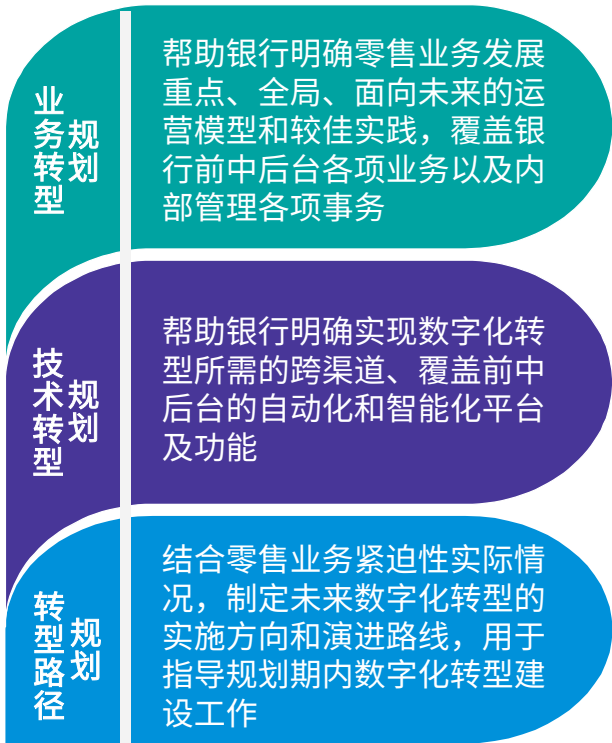 业务转型
规划
帮助银行明确零售业务发展
重点、全局、面向未来的运
营模型和较佳实践，覆盖银
行前中后台各项业务以及内
部管理各项事务
技术转型
规划
帮助银行明确实现数字化转
型所需的跨渠道、覆盖前中
后台的自动化和智能化平台
及功能
转型路径
规划
结合零售业务紧迫性实际情
况，制定未来数字化转型的
实施方向和演进路线，用于
指导规划期内数字化转型建
设工作